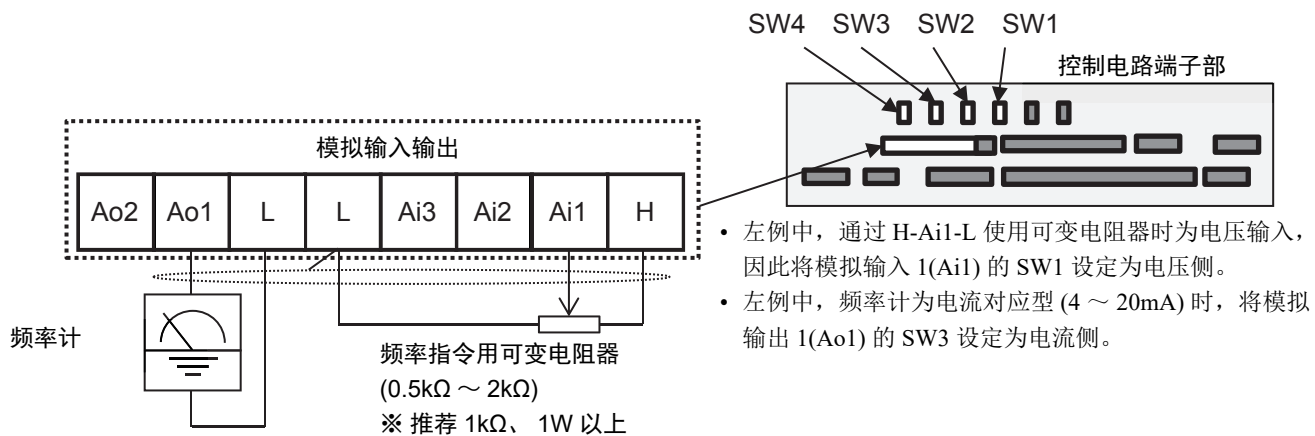 SW4 SW3 SW2 SW1
控制电路端子部
模拟输入输出
Ao2 Ao1 L L Ai3 Ai2 Ai1 H
频率计
频率指令用可变电阻器
(0.5kΩ ～ 2kΩ)
※ 推荐 1kΩ、 1W 以上
• 左例中，通过 H-Ai1-L 使用可变电阻器时为电压输入，
因此将模拟输入 1(Ai1) 的 SW1 设定为电压侧。
• 左例中，频率计为电流对应型 (4 ～ 20mA) 时，将模拟
输出 1(Ao1) 的 SW3 设定为电流侧。